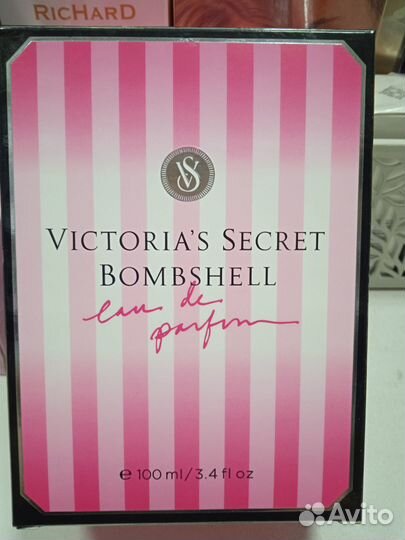 RICHARD
VS
VICTORIA'S SECRET
BOMBSHELL
eau de
parfum
℮ 100 ml/3.4 fl oz
Avito